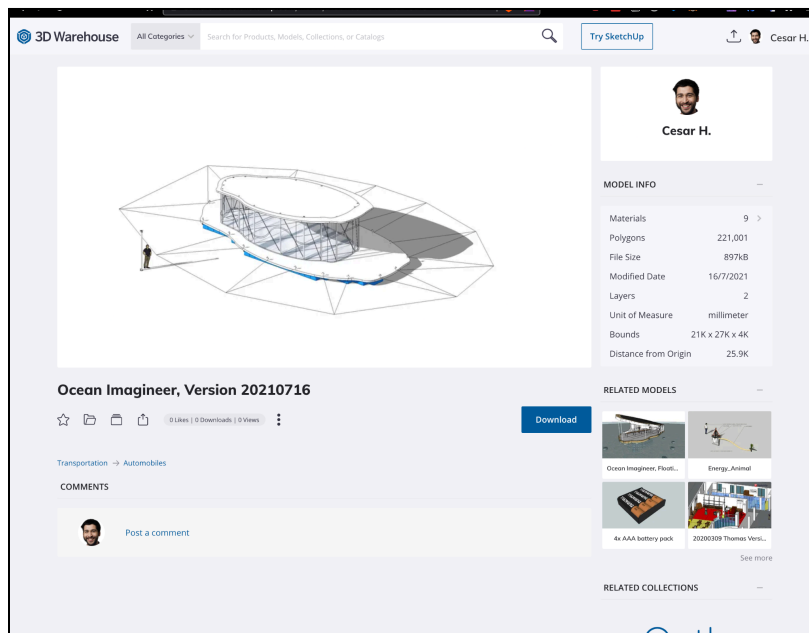 3D Warehouse
All Categories
Search for Products, Models, Collections, or Catalogs
Try SketchUp
Cesar H.
Cesar H.
MODEL INFO
Materials 9
Polygons 221,001
File Size 897kB
Modified Date 16/7/2021
Layers 2
Unit of Measure millimeter
Bounds 21K x 27K x 4K
Distance from Origin 25.9K
Ocean Imagineer, Version 20210716
0 Likes | 0 Downloads | 0 Views
Download
Transportation → Automobiles
COMMENTS
Post a comment
RELATED MODELS
Ocean Imagineer, Floati...
Energy_Animal
4x AAA battery pack
20200309 Thomas Versi...
See more
RELATED COLLECTIONS